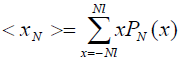 < x_N >= \sum_{x=-Nl}^{Nl} x P_N (x)